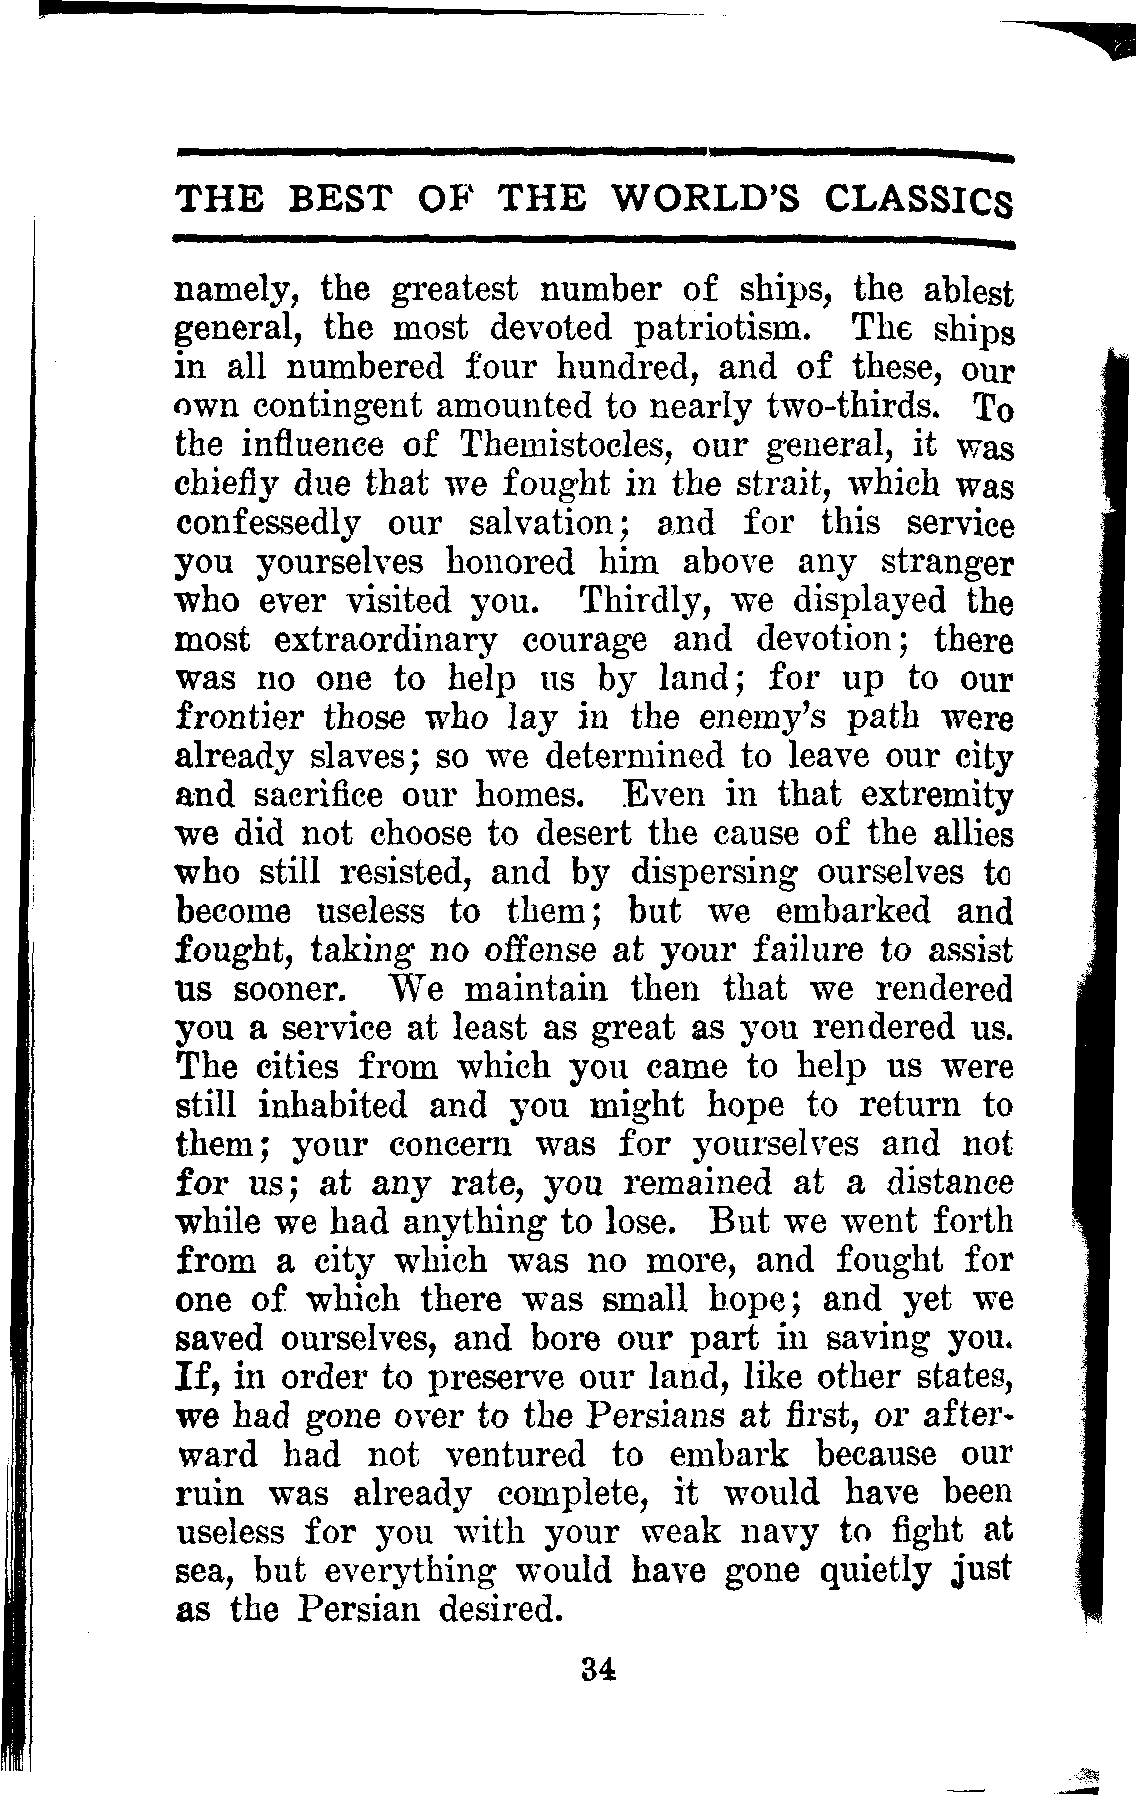 THE BEST OF THE WORLD'S CLASSICS
namely, the greatest number of ships, the ablest
general, the most devoted patriotism. The ships
in all numbered four hundred, and of these, our
own contingent amounted to nearly two-thirds. To
the influence of Themistocles, our general, it was
chiefly due that we fought in the strait, which was
confessedly our salvation; and for this service
you yourselves honored him above any stranger
who ever visited you. Thirdly, we displayed the
most extraordinary courage and devotion; there
was no one to help us by land; for up to our
frontier those who lay in the enemy's path were
already slaves; so we determined to leave our city
and sacrifice our homes. Even in that extremity
we did not choose to desert the cause of the allies
who still resisted, and by dispersing ourselves to
become useless to them; but we embarked and
fought, taking no offense at your failure to assist
us sooner. We maintain then that we rendered
you a service at least as great as you rendered us.
The cities from which you came to help us were
still inhabited and you might hope to return to
them; your concern was for yourselves and not
for us; at any rate, you remained at a distance
while we had anything to lose. But we went forth
from a city which was no more, and fought for
one of which there was small hope; and yet we
saved ourselves, and bore our part in saving you.
If, in order to preserve our land, like other states,
we had gone over to the Persians at first, or after-
ward had not ventured to embark because our
ruin was already complete, it would have been
useless for you with your weak navy to fight at
sea, but everything would have gone quietly just
as the Persian desired.
34